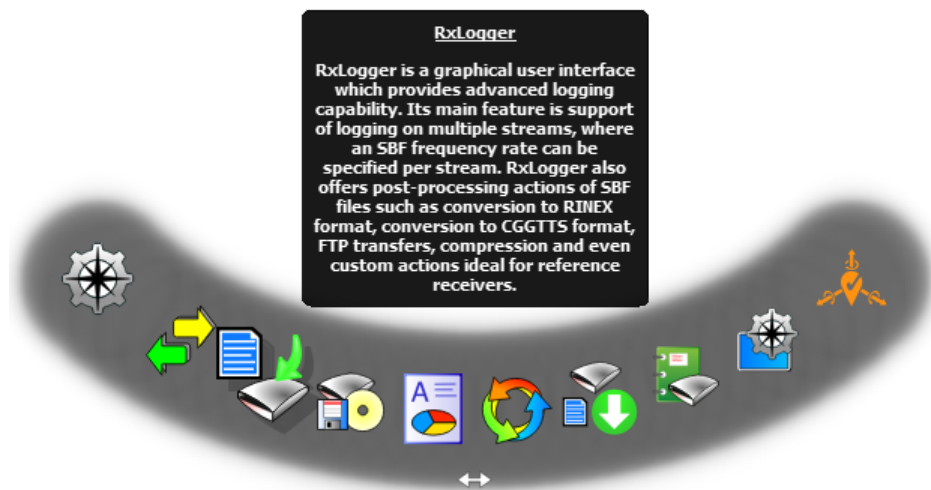 RxLogger
RxLogger is a graphical user interface
which provides advanced logging
capability. Its main feature is support
of logging on multiple streams, where
an SBF frequency rate can be
specified per stream. RxLogger also
offers post-processing actions of SBF
files such as conversion to RINEX
format, conversion to CGGTTS format,
FTP transfers, compression and even
custom actions ideal for reference
receivers.
A